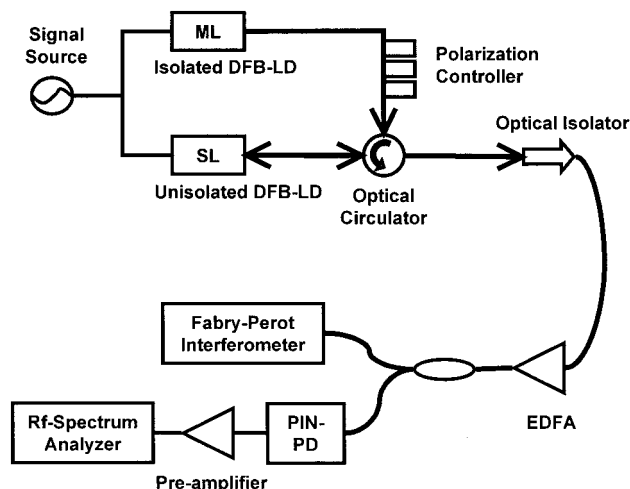 Signal
Source
ML
Isolated DFB-LD
Polarization
Controller
SL
Unisolated DFB-LD
Optical
Circulator
Optical Isolator
Fabry-Perot
Interferometer
EDFA
Rf-Spectrum
Analyzer
Pre-amplifier
PIN-
PD